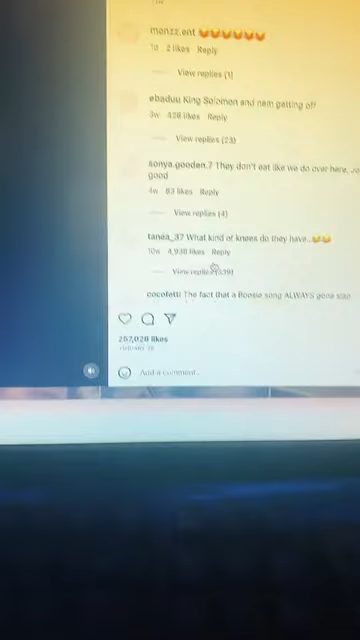 monzz.ent 😹😹😹😹😹😹
1d 2 likes Reply
View replies (1)
ebaduu King Solomon and nem getting off
3w 428 likes Reply
View replies (23)
sonya.gooden.7 They don't eat like we do over here,
good
4w 83 likes Reply
View replies (4)
tanea_37 What kind of knees do they have..😹😹
10w 4,938 likes Reply
View replies
cocofetti The fact that a Boosie song ALWAYS gone
257,028 likes
Add a comment...